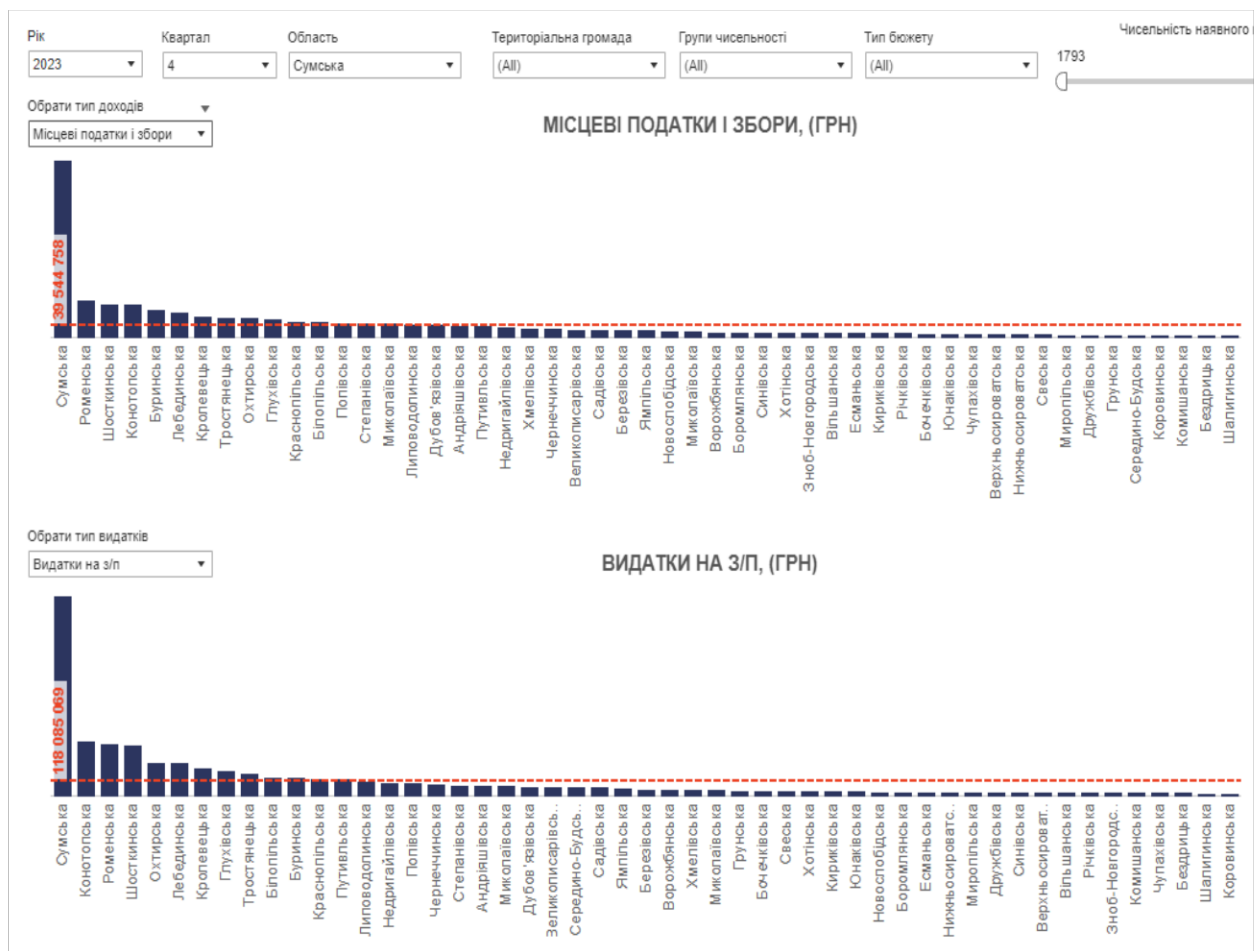 Рік
Квартал
Область
Територіальна громада
Групи чисельності
Тип бюжету
Чисельність наявного
2023
4
Сумська
(All)
(All)
(All)
1793
Обрати тип доходів
Місцеві податки і збори
МІСЦЕВІ ПОДАТКИ І ЗБОРИ, (ГРН)
39 544 758
Сумська
Роменська
Шосткинська
Конотопська
Буринська
Лебединська
Кролевецька
Тростянецька
Охтирська
Глухівська
Краснопільська
Білопільська
Попівська
Степанівська
Миколаївська
Липоводолинська
Дубов'язівська
Андріяшівська
Путивльська
Недригайлівська
Хмелівська
Чернеччинська
Великописарівська
Садівська
Березівська
Ямпільська
Новослобідська
Миколаївська
Ворожбянська
Боромлянська
Синівська
Хотінська
Зноб-Новгородська
Вільшанська
Есманьська
Кириківська
Річківська
Бочечківська
Юнаківська
Чупахівська
Верхньосироватська
Нижньосироватська
Свеська
Миропільська
Дружбівська
Грунська
Середино-Будська
Коровинська
Комишанська
Бездрицька
Шалигинська
Обрати тип видатків
Видатки на з/п
ВИДАТКИ НА З/П, (ГРН)
118 085 069
Сумська
Конотопська
Роменська
Шосткинська
Охтирська
Лебединська
Кролевецька
Глухівська
Тростянецька
Білопільська
Буринська
Краснопільська
Путивльська
Липоводолинська
Недригайлівська
Попівська
Чернеччинська
Степанівська
Андріяшівська
Миколаївська
Дубов'язівська
Великописарівсь..
Середино-Будсь..
Садівська
Ямпільська
Березівська
Ворожбянська
Хмелівська
Миколаївська
Грунська
Бочечківська
Свеська
Хотінська
Кириківська
Юнаківська
Новослобідська
Боромлянська
Есманьська
Нижньосироватс..
Миропільська
Дружбівська
Синівська
Верхньосироват..
Вільшанська
Річківська
Зноб-Новгородс..
Комишанська
Чупахівська
Бездрицька
Шалигинська
Коровинська